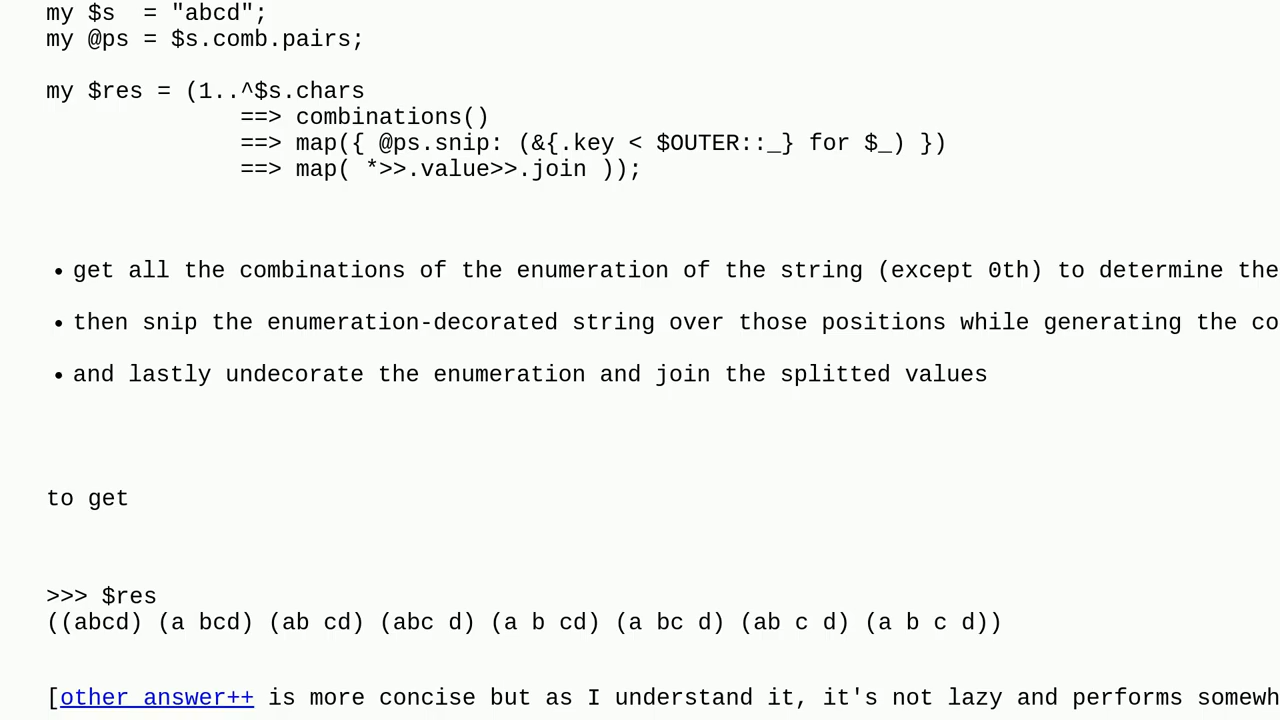 my $s  = "abcd";
my @ps = $s.comb.pairs;
my $res = (1..^$s.chars
              ==> combinations()
              ==> map({ @ps.snip: (&{.key < $OUTER::_} for $_) })
              ==> map( *>>.value>>.join ));
• get all the combinations of the enumeration of the string (except 0th) to determine the
• then snip the enumeration-decorated string over those positions while generating the co
• and lastly undecorate the enumeration and join the splitted values
to get
>>> $res
((abcd) (a bcd) (ab cd) (abc d) (a b cd) (a bc d) (ab c d) (a b c d))
[other answer++ is more concise but as I understand it, it's not lazy and performs somewh